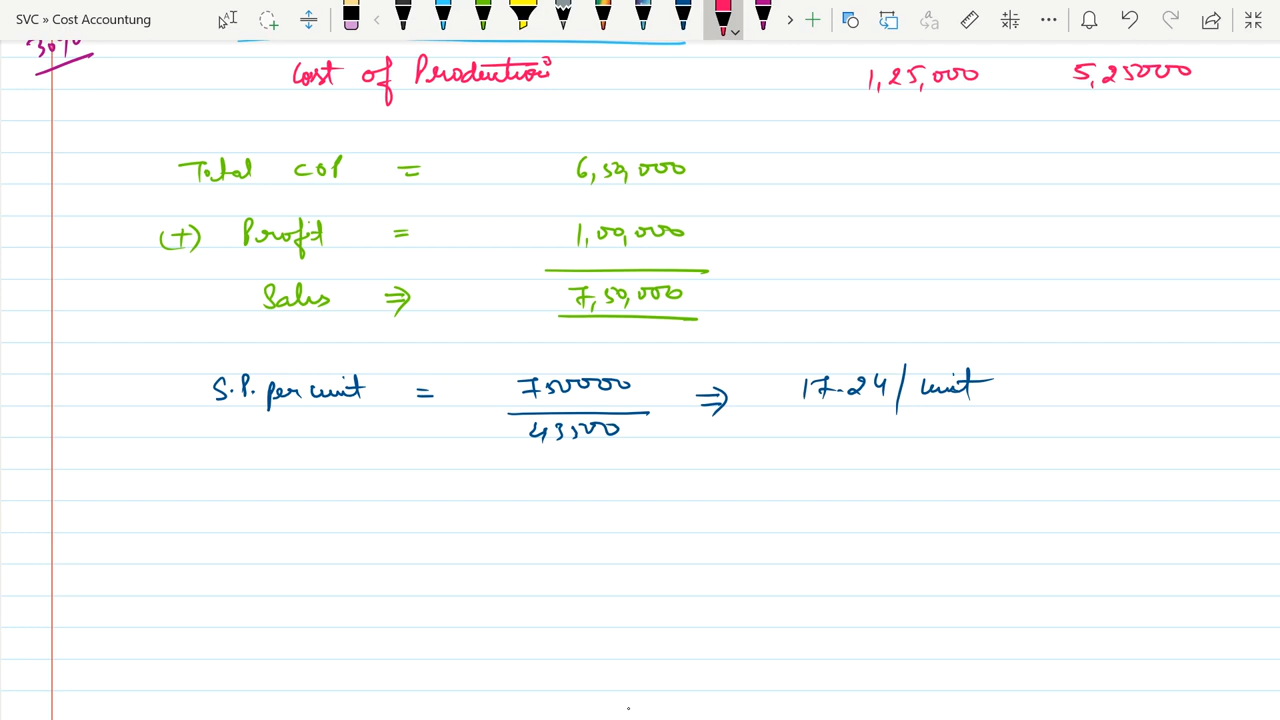 SVC » Cost Accountung
30%
Cost of Production 1,25,000 5,25000
Total COP = 6,50,000
(+) Profit = 1,00,000
Sales ⇒ 7,50,000
S.P. per unit = 750000 ⇒ 17.24/unit
43500